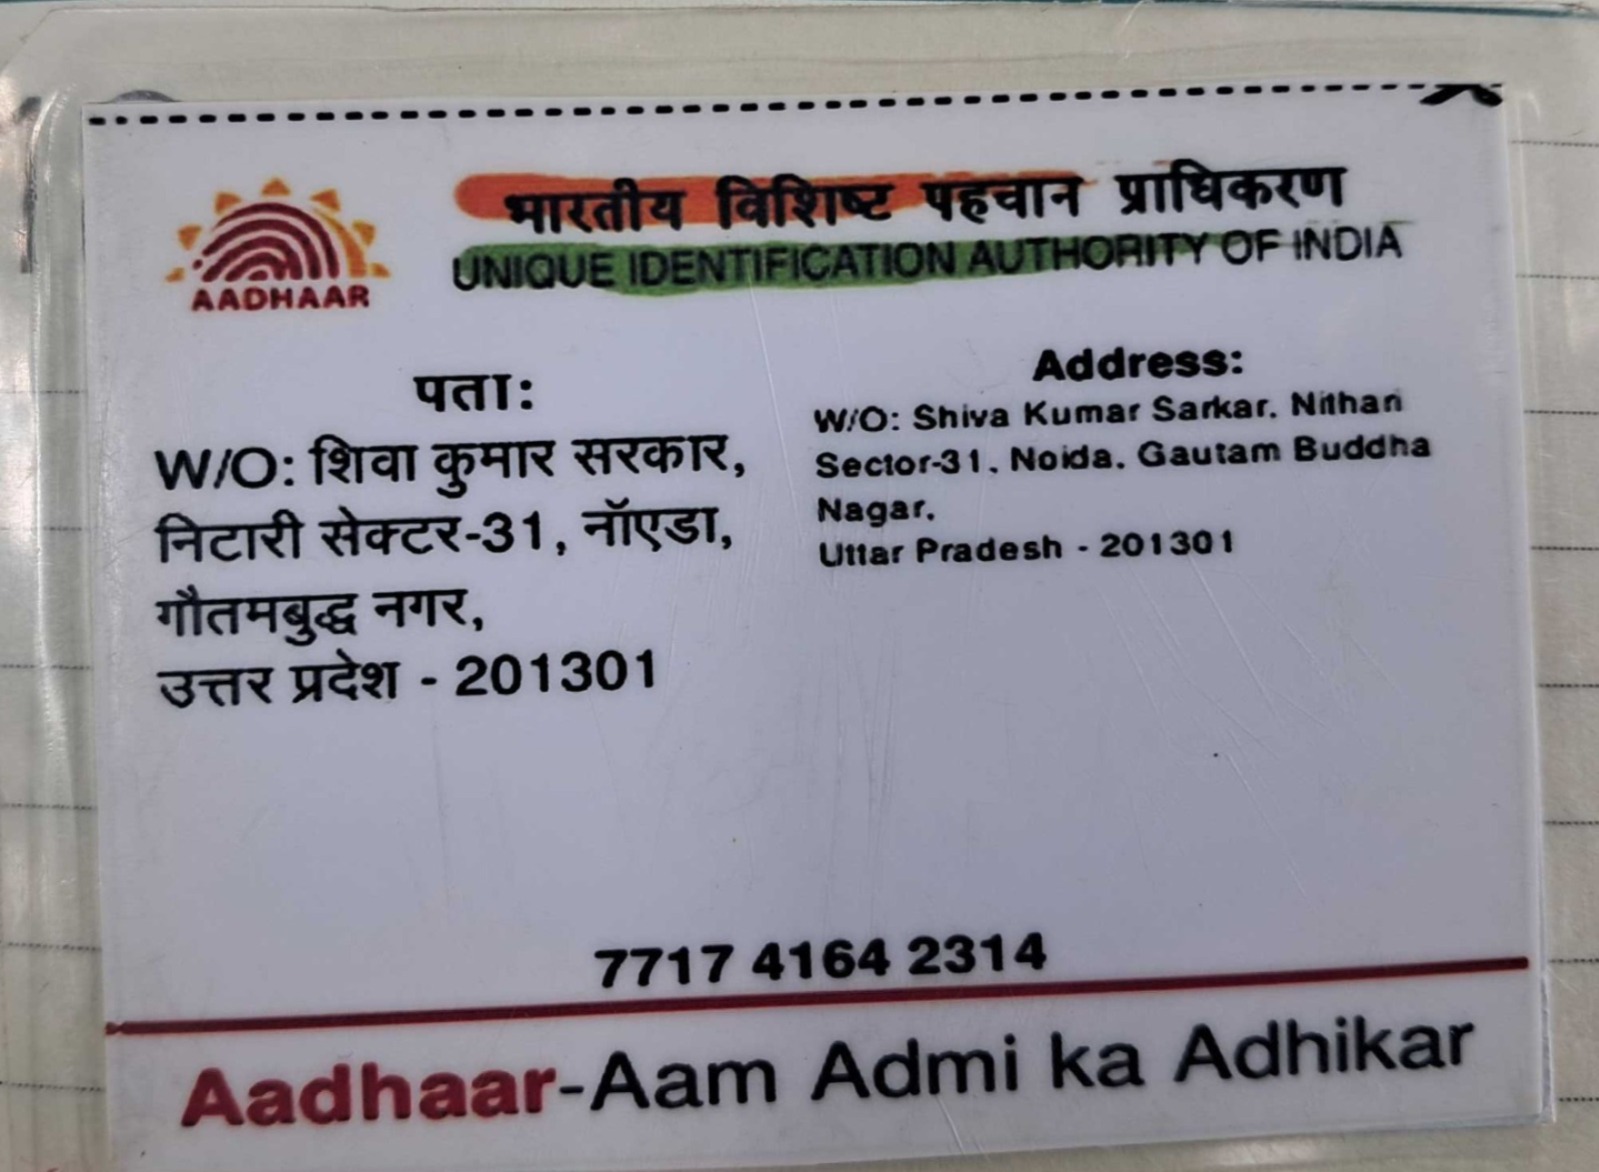 भारतीय विशिष्ट पहचान प्राधिकरण
UNIQUE IDENTIFICATION AUTHORITY OF INDIA
AADHAAR
पता:
W/O: शिवा कुमार सरकार,
निटारी सेक्टर-31, नॉएडा,
गौतमबुद्ध नगर,
उत्तर प्रदेश - 201301
Address:
W/O: Shiva Kumar Sarkar, Nithari
Sector-31, Noida, Gautam Buddha
Nagar,
Uttar Pradesh - 201301
7717 4164 2314
Aadhaar-Aam Admi ka Adhikar